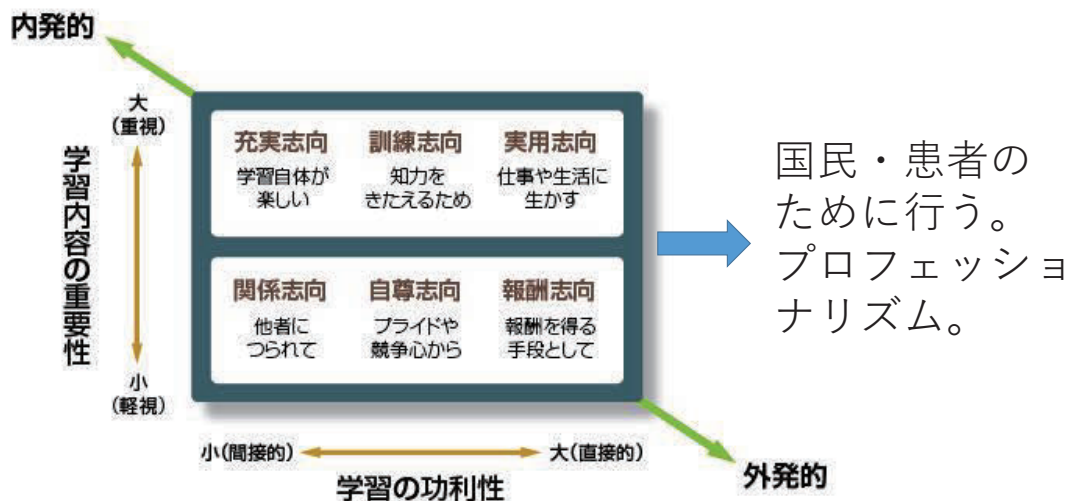 内発的
大
(重視)
学習内容の重要性
小
(軽視)
充実志向
学習自体が
楽しい
訓練志向
知力を
きたえるため
実用志向
仕事や生活に
生かす
関係志向
他者に
つられて
自尊志向
プライドや
競争心から
報酬志向
報酬を得る
手段として
小(間接的)
大(直接的)
学習の功利性
外発的
国民・患者の
ために行う。
プロフェッショ
ナリズム。